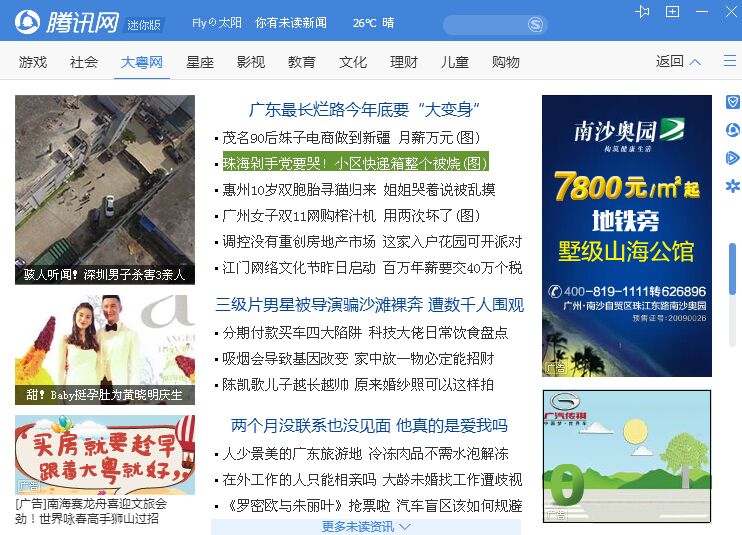 腾讯网 迷你版 Fly の太阳 你有未读新闻 26℃ 晴
游戏 社会 大粤网 星座 影视 教育 文化 理财 儿童 购物 返回
骇人听闻！深圳男子杀害3亲人
甜！Baby挺孕肚为黄晓明庆生
买房就要趁早
跟着大粤就好,
广告
[广告]南海赛龙舟喜迎文旅会
劲！世界咏春高手狮山过招
广东最长烂路今年底要“大变身”
茂名90后妹子电商做到新疆 月薪万元(图)
珠海剁手党要哭！小区快递箱整个被烧(图)
惠州10岁双胞胎寻猫归来 姐姐哭着说被乱摸
广州女子双11网购榨汁机 用两次坏了(图)
调控没有重创房地产市场 这家入户花园可开派对
江门网络文化节昨日启动 百万年薪要交40万个税
三级片男星被导演骗沙滩裸奔 遭数千人围观
分期付款买车四大陷阱 科技大佬日常饮食盘点
吸烟会导致基因改变 家中放一物必定能招财
陈凯歌儿子越长越帅 原来婚纱照可以这样拍
两个月没联系也没见面 他真的是爱我吗
人少景美的广东旅游地 冷冻肉品不需水泡解冻
在外工作的人只能相亲吗 大龄未婚找工作遭歧视
《罗密欧与朱丽叶》抢票啦 汽车盲区该如何规避
更多未读资讯
南沙奥园
构筑健康生活
7800元/㎡起
地铁旁
墅级山海公馆
400-819-1111转626896
广州·南沙自贸区珠江东路南沙奥园
预售证号:20090026
广告
广汽传祺
中国梦·世界车
0
广告